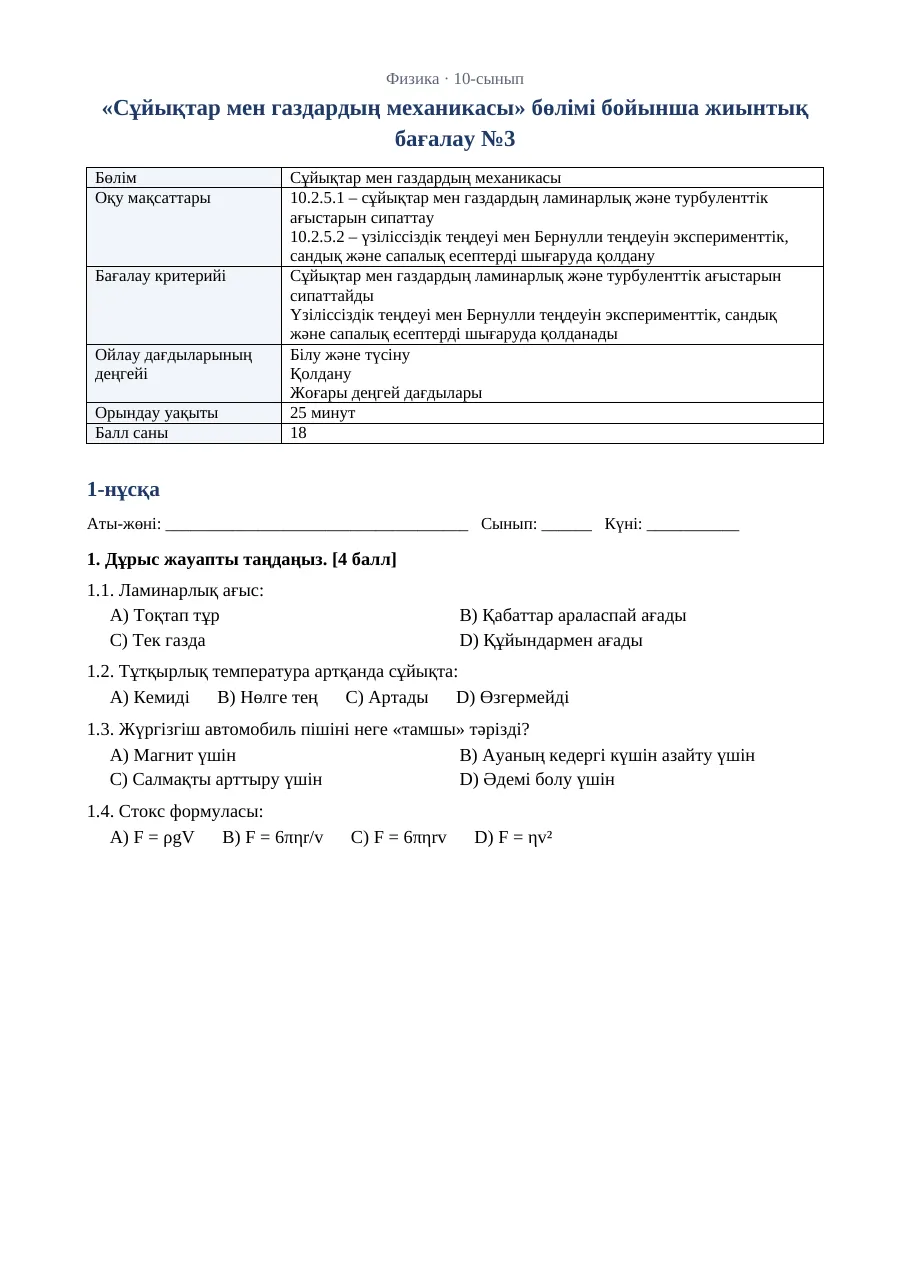 Физика · 10-сынып
«Сұйықтар мен газдардың механикасы» бөлімі бойынша жиынтық
бағалау №3
Бөлім
Сұйықтар мен газдардың механикасы
Оқу мақсаттары
10.2.5.1 – сұйықтар мен газдардың ламинарлық және турбуленттік
ағыстарын сипаттау
10.2.5.2 – үзіліссіздік теңдеуі мен Бернулли теңдеуін эксперименттік,
сандық және сапалық есептерді шығаруда қолдану
Бағалау критерийі
Сұйықтар мен газдардың ламинарлық және турбуленттік ағыстарын
сипаттайды
Үзіліссіздік теңдеуі мен Бернулли теңдеуін эксперименттік, сандық
және сапалық есептерді шығаруда қолданады
Ойлау дағдыларының
деңгейі
Білу және түсіну
Қолдану
Жоғары деңгей дағдылары
Орындау уақыты
25 минут
Балл саны
18
1-нұсқа
Аты-жөні: ____________________________________ Сынып: ______ Күні: ___________
1. Дұрыс жауапты таңдаңыз. [4 балл]
1.1. Ламинарлық ағыс:
A) Тоқтап тұр B) Қабаттар араласпай ағады
C) Тек газда D) Құйындармен ағады
1.2. Тұтқырлық температура артқанда сұйықта:
A) Кемиді B) Нөлге тең C) Артады D) Өзгермейді
1.3. Жүргізгіш автомобиль пішіні неге «тамшы» тәрізді?
A) Магнит үшін B) Ауаның кедергі күшін азайту үшін
C) Салмақты арттыру үшін D) Әдемі болу үшін
1.4. Стокс формуласы:
A) F = ρgV B) F = 6πηr/v C) F = 6πηrv D) F = ηv²